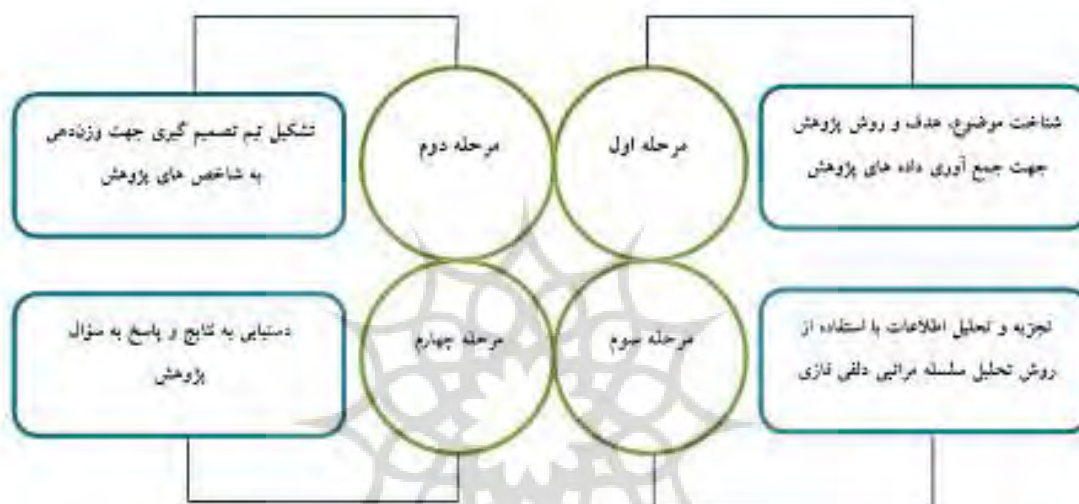 مرحله اول
شناخت موضوع، هدف و روش پژوهش
جهت جمع آوری داده های پژوهش
مرحله دوم
تشکیل تیم تصمیم گیری جهت وزن‌دهی
به شاخص های پژوهش
مرحله سوم
تجزیه و تحلیل اطلاعات با استفاده از
روش تحلیل سلسله مراتبی دلفی فازی
مرحله چهارم
دستیابی به نتایج و پاسخ به سؤال
پژوهش